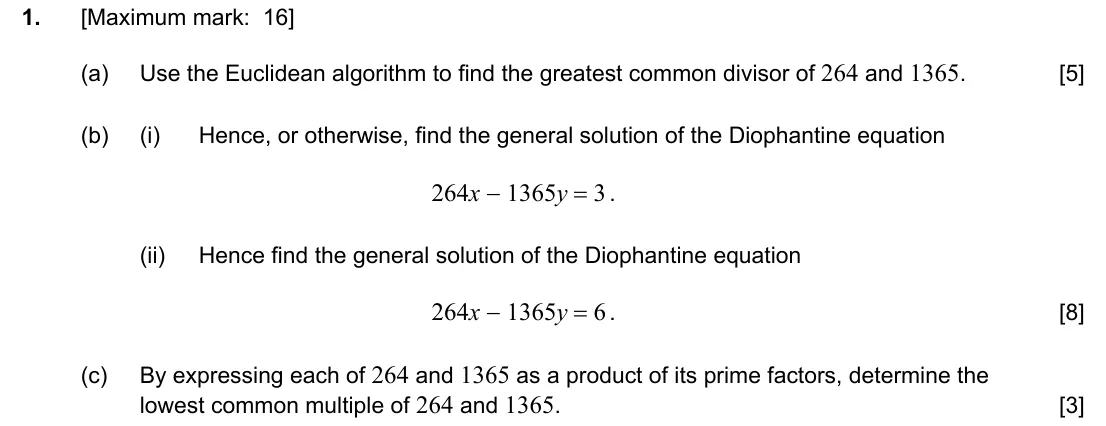 1. [Maximum mark: 16]
(a) Use the Euclidean algorithm to find the greatest common divisor of 264 and 1365. [5]
(b) (i) Hence, or otherwise, find the general solution of the Diophantine equation
264x − 1365y = 3.
(ii) Hence find the general solution of the Diophantine equation
264x − 1365y = 6. [8]
(c) By expressing each of 264 and 1365 as a product of its prime factors, determine the
lowest common multiple of 264 and 1365. [3]